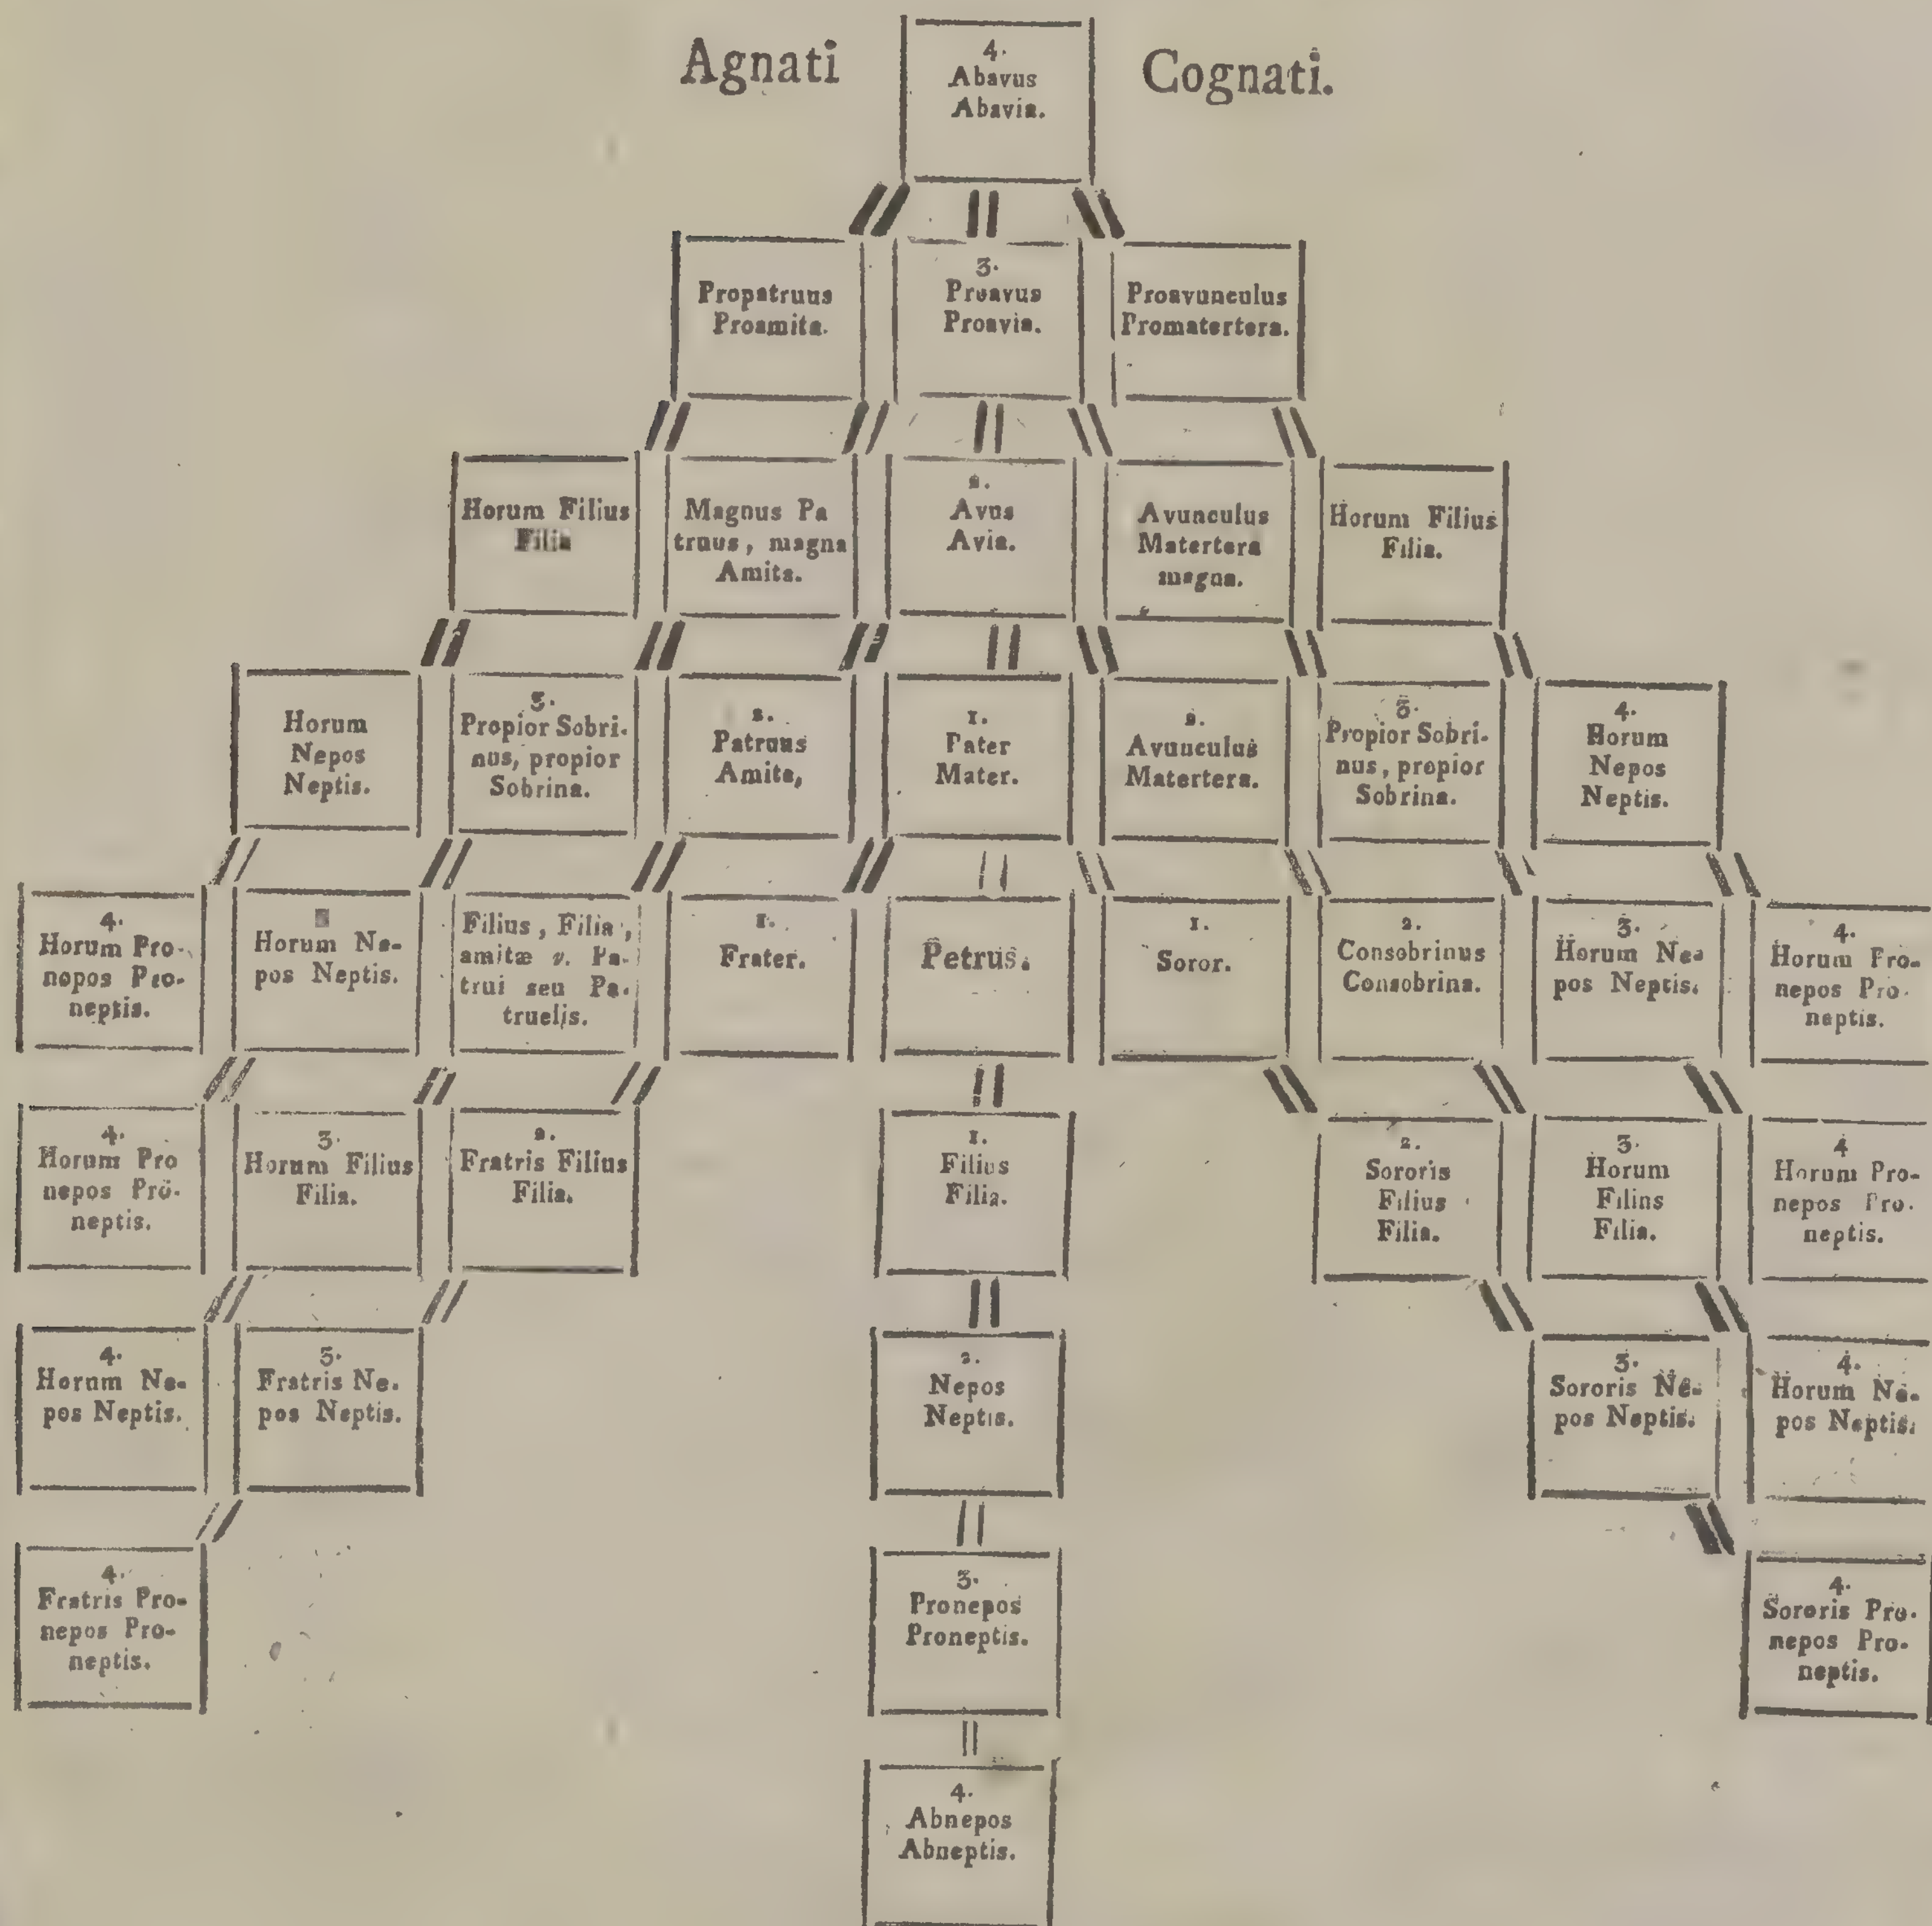 Agnati
Cognati.
4.
Abavus
Abavia.
Propatruus
Proamita.
3.
Proavus
Proavia.
Proavunculus
Promatertera.
Horum Filius
Filia
Magnus Pa
truus, magna
Amita.
2.
Avus
Avia.
Avunculus
Matertera
magna.
Horum Filius
Filia.
Horum
Nepos
Neptis.
3.
Propior Sobri-
nus, propior
Sobrina.
2.
Patruus
Amita,
1.
Pater
Mater.
2.
Avunculus
Matertera.
3.
Propior Sobri-
nus, propior
Sobrina.
4.
Horum
Nepos
Neptis.
4.
Horum Pro-
nopos Pro-
neptis.
Horum Ne-
pos Neptis.
Filius, Filia,
amitæ v. Pa-
trui seu Pa-
truelis.
1.
Frater.
Petrus.
1.
Soror.
2.
Consobrinus
Consobrina.
3.
Horum Ne-
pos Neptis.
4.
Horum Pro-
nepos Pro-
neptis.
4.
Horum Pro
nepos Pro-
neptis.
3.
Horum Filius
Filia.
2.
Fratris Filius
Filia.
1.
Filius
Filia.
2.
Sororis
Filius
Filia.
3.
Horum
Filius
Filia.
4
Horum Pro-
nepos Pro-
neptis.
4.
Horum Ne-
pos Neptis.
3.
Fratris Ne-
pos Neptis.
2.
Nepos
Neptis.
3.
Sororis Ne-
pos Neptis.
4.
Horum Ne-
pos Neptis.
4.
Fratris Pro-
nepos Pro-
neptis.
3.
Pronepos
Proneptis.
4.
Sororis Pro-
nepos Pro-
neptis.
4.
Abnepos
Abneptis.